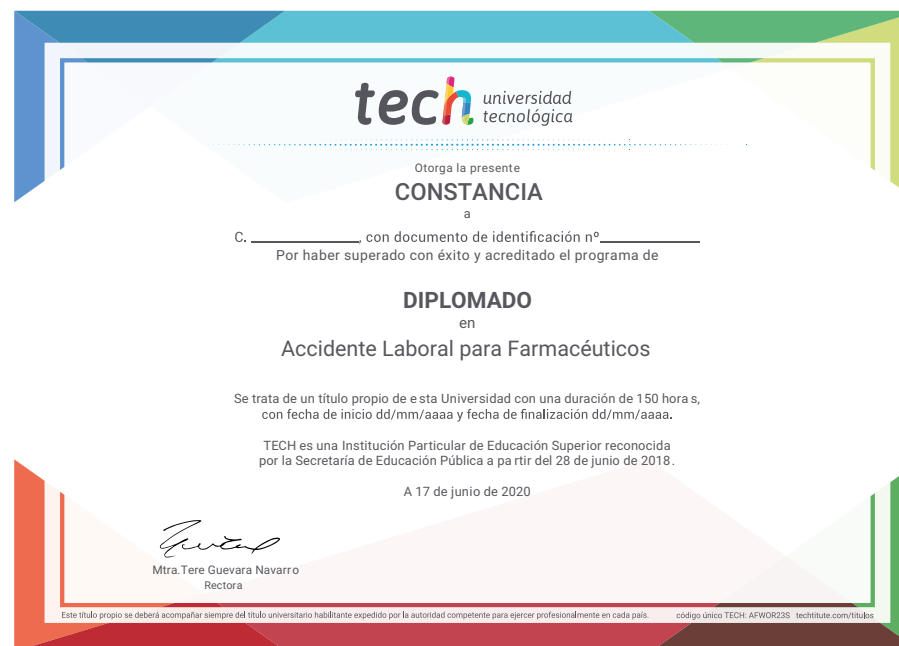 tech universidad
tecnológica
Otorga la presente
CONSTANCIA
a
C. ____________, con documento de identificación nº____________
Por haber superado con éxito y acreditado el programa de
DIPLOMADO
en
Accidente Laboral para Farmacéuticos
Se trata de un título propio de esta Universidad con una duración de 150 horas,
con fecha de inicio dd/mm/aaaa y fecha de finalización dd/mm/aaaa.
TECH es una Institución Particular de Educación Superior reconocida
por la Secretaría de Educación Pública a partir del 28 de junio de 2018.
A 17 de junio de 2020
Mtra.Tere Guevara Navarro
Rectora
Este título propio se deberá acompañar siempre del título universitario habilitante expedido por la autoridad competente para ejercer profesionalmente en cada país. código único TECH: AFWOR23S techtitute.com/titulos